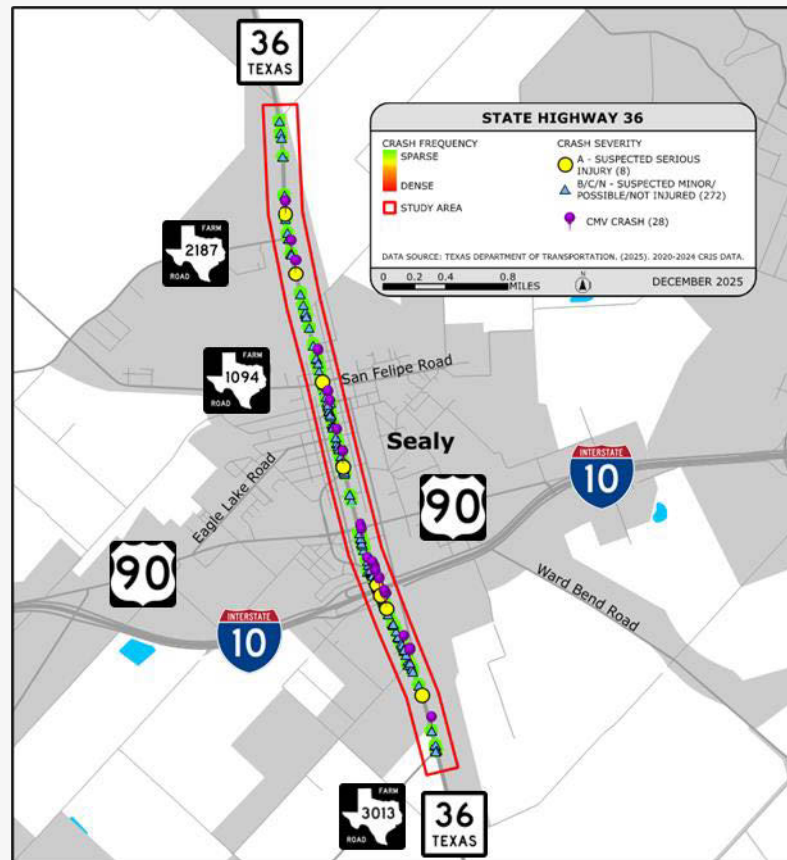 36
TEXAS
STATE HIGHWAY 36
CRASH FREQUENCY
SPARSE
DENSE
STUDY AREA
CRASH SEVERITY
A - SUSPECTED SERIOUS
INJURY (8)
B/C/N - SUSPECTED MINOR/
POSSIBLE/NOT INJURED (272)
CMV CRASH (28)
DATA SOURCE: TEXAS DEPARTMENT OF TRANSPORTATION. (2025). 2020-2024 CRIS DATA.
0 0.2 0.4 0.8
MILES
N
DECEMBER 2025
FARM
2187
ROAD
FARM
1094
ROAD
San Felipe Road
Sealy
Eagle Lake Road
INTERSTATE
10
90
90
Ward Bend Road
INTERSTATE
10
FARM
3013
ROAD
36
TEXAS